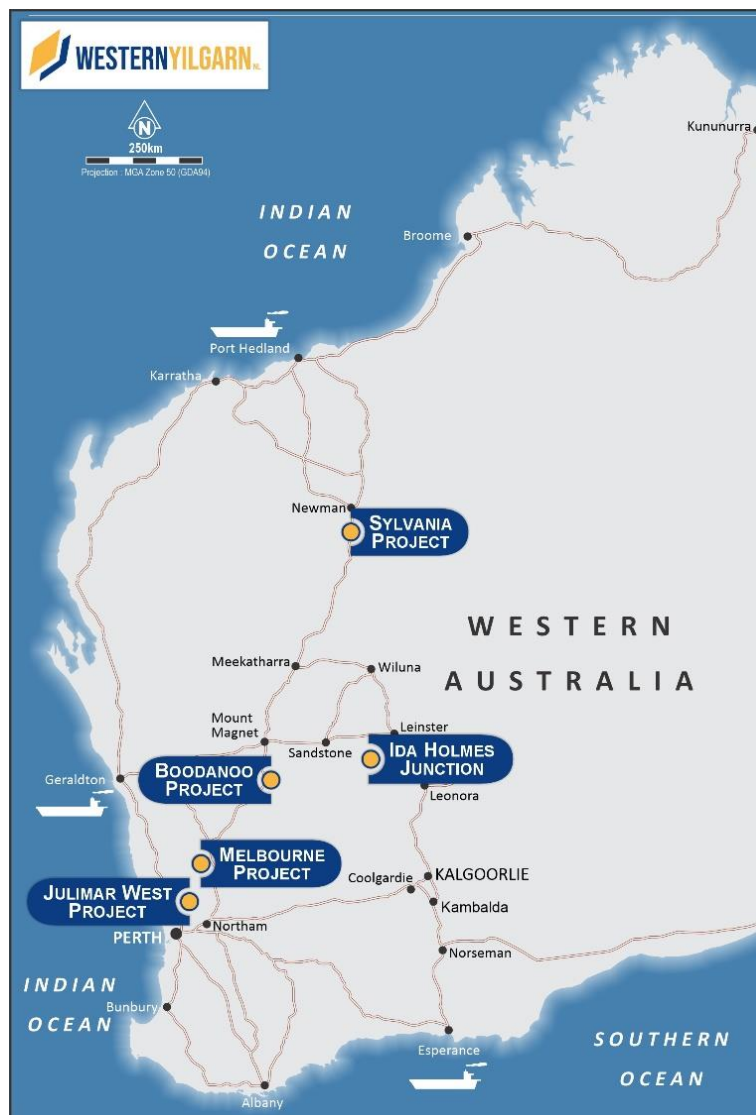 WESTERNYILGARN NL
N
250km
Projection : MGA Zone 50 (GDA94)
Kununurra
INDIAN
OCEAN
Broome
Port Hedland
Karratha
Newman
SYLVANIA
PROJECT
WESTERN
AUSTRALIA
Meekatharra
Wiluna
Mount
Magnet
Sandstone
Leinster
IDA HOLMES
JUNCTION
BOODANOO
PROJECT
Geraldton
Leonora
MELBOURNE
PROJECT
Coolgardie
KALGOORLIE
JULIMAR WEST
PROJECT
Kambalda
Northam
PERTH
Norseman
INDIAN
OCEAN
Bunbury
Esperance
SOUTHERN
OCEAN
Albany